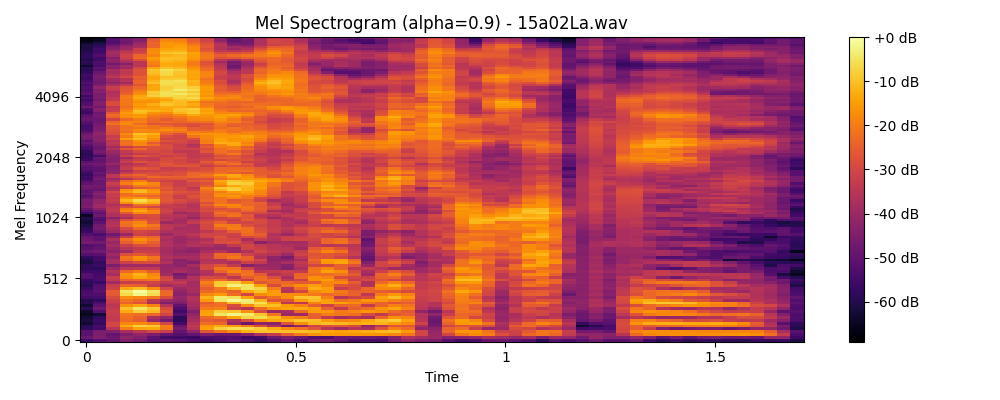 Mel Spectrogram (alpha=0.9) - 15a02La.wav
Mel Frequency
4096
2048
1024
512
0
0
0.5
1
1.5
Time
+0 dB
-10 dB
-20 dB
-30 dB
-40 dB
-50 dB
-60 dB